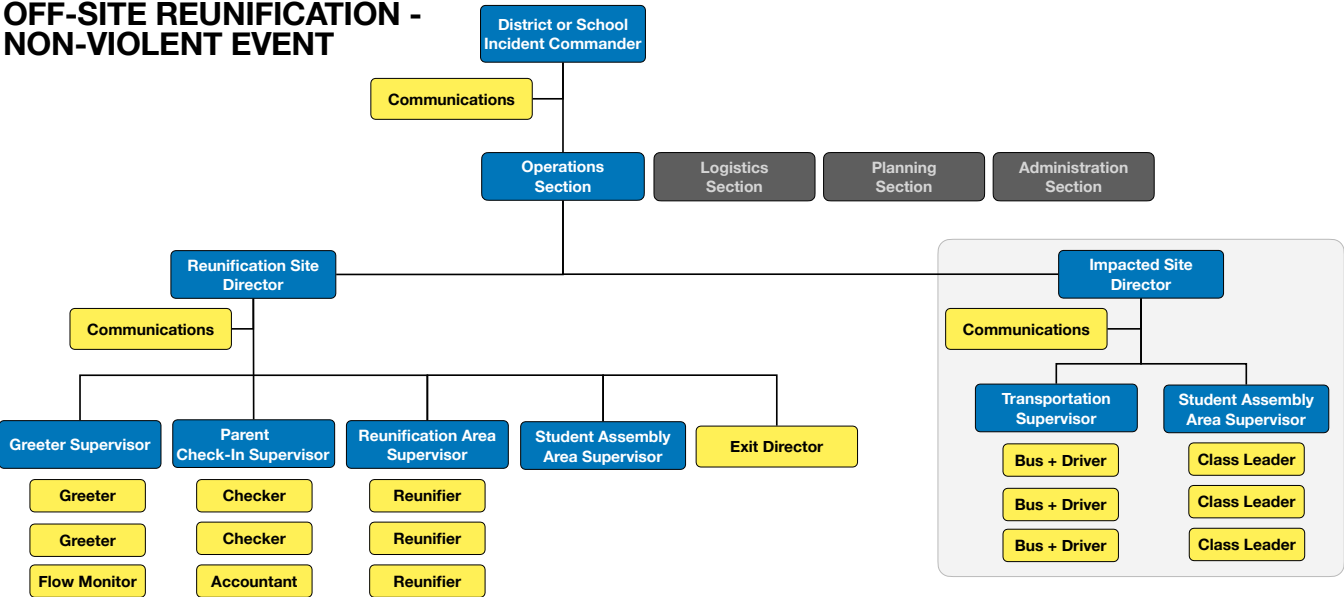 OFF-SITE REUNIFICATION -
NON-VIOLENT EVENT
District or School
Incident Commander
Communications
Operations
Section
Logistics
Section
Planning
Section
Administration
Section
Reunification Site
Director
Impacted Site
Director
Communications
Communications
Greeter Supervisor
Parent
Check-In Supervisor
Reunification Area
Supervisor
Student Assembly
Area Supervisor
Exit Director
Transportation
Supervisor
Student Assembly
Area Supervisor
Greeter
Checker
Reunifier
Bus + Driver
Class Leader
Greeter
Checker
Reunifier
Bus + Driver
Class Leader
Flow Monitor
Accountant
Reunifier
Bus + Driver
Class Leader